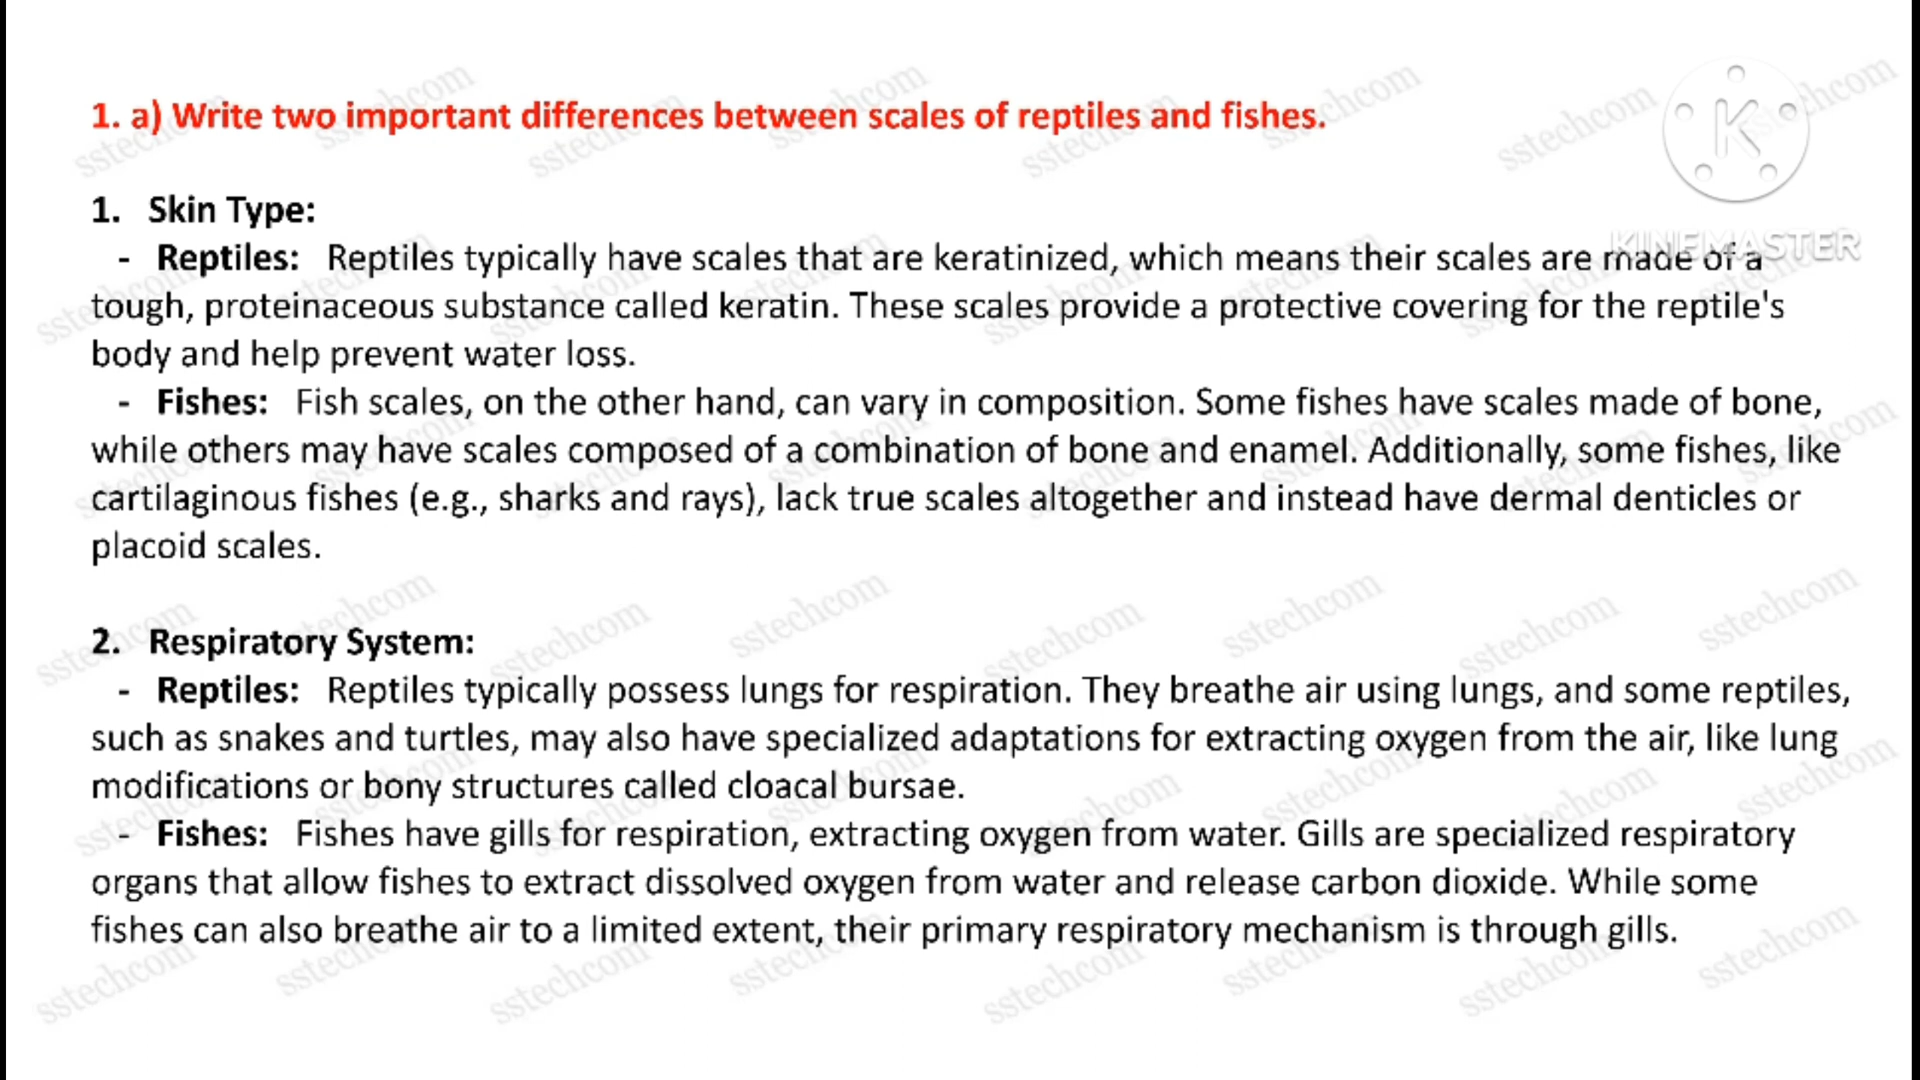 1. a) Write two important differences between scales of reptiles and fishes.
1. Skin Type:
- Reptiles: Reptiles typically have scales that are keratinized, which means their scales are made of a
tough, proteinaceous substance called keratin. These scales provide a protective covering for the reptile's
body and help prevent water loss.
- Fishes: Fish scales, on the other hand, can vary in composition. Some fishes have scales made of bone,
while others may have scales composed of a combination of bone and enamel. Additionally, some fishes, like
cartilaginous fishes (e.g., sharks and rays), lack true scales altogether and instead have dermal denticles or
placoid scales.
2. Respiratory System:
- Reptiles: Reptiles typically possess lungs for respiration. They breathe air using lungs, and some reptiles,
such as snakes and turtles, may also have specialized adaptations for extracting oxygen from the air, like lung
modifications or bony structures called cloacal bursae.
- Fishes: Fishes have gills for respiration, extracting oxygen from water. Gills are specialized respiratory
organs that allow fishes to extract dissolved oxygen from water and release carbon dioxide. While some
fishes can also breathe air to a limited extent, their primary respiratory mechanism is through gills.
K
KINEMASTER
sstechcom